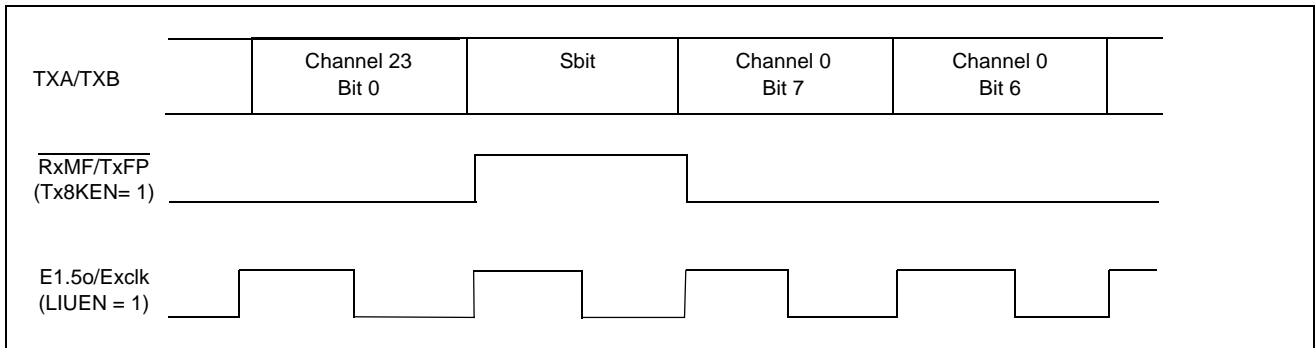 TXA/TXB
Channel 23
Bit 0
Sbit
Channel 0
Bit 7
Channel 0
Bit 6
RxMF/TxFP
(Tx8KEN= 1)
E1.5o/Exclk
(LIUEN = 1)